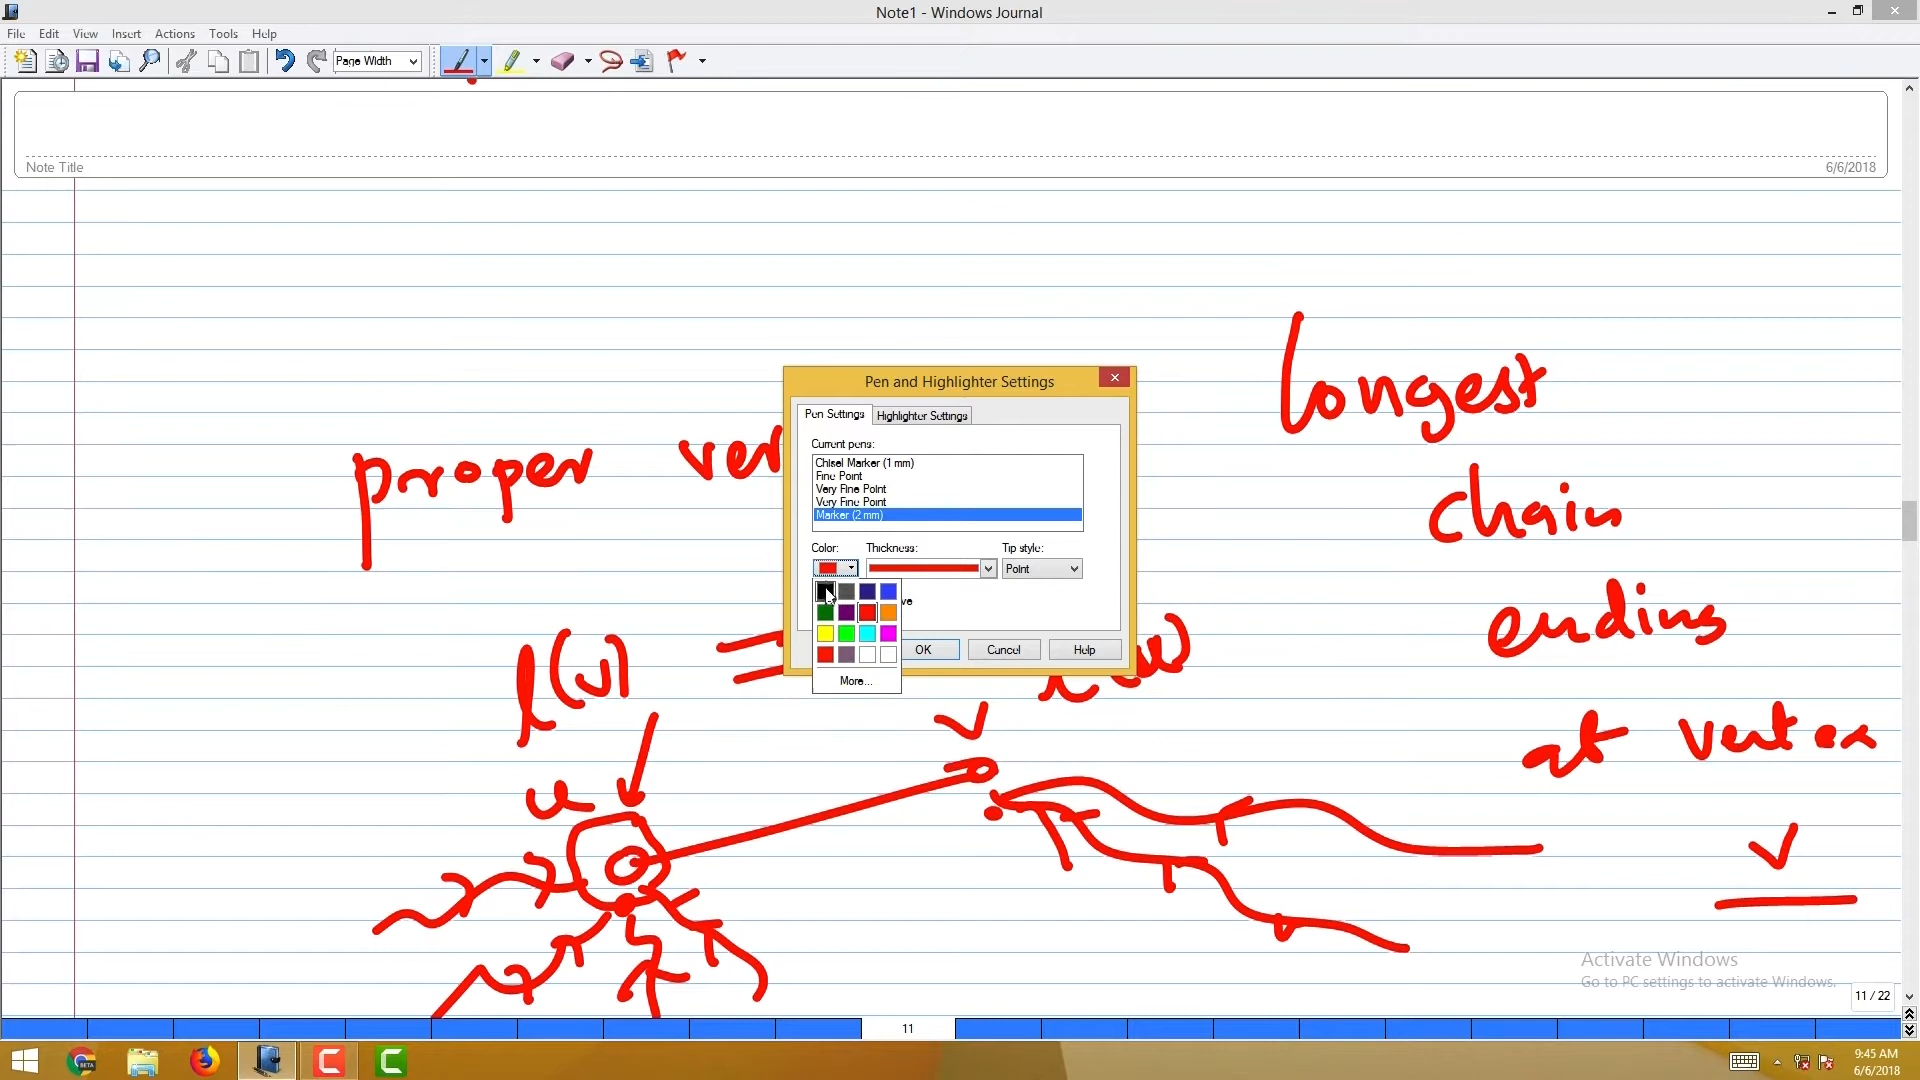 Note1 - Windows Journal
File Edit View Insert Actions Tools Help
Page Width
Note Title
6/6/2018
Pen and Highlighter Settings
Pen Settings Highlighter Settings
Current pens:
Chisel Marker (1 mm)
Fine Point
Very Fine Point
Very Fine Point
Marker (2 mm)
Color: Thickness: Tip style:
Point
OK Cancel Help
More...
proper ver
l(v) =
u
v
longest
chain
ending
at vertex
v
Activate Windows
Go to PC settings to activate Windows.
11 / 22
11
BETA
9:45 AM
6/6/2018